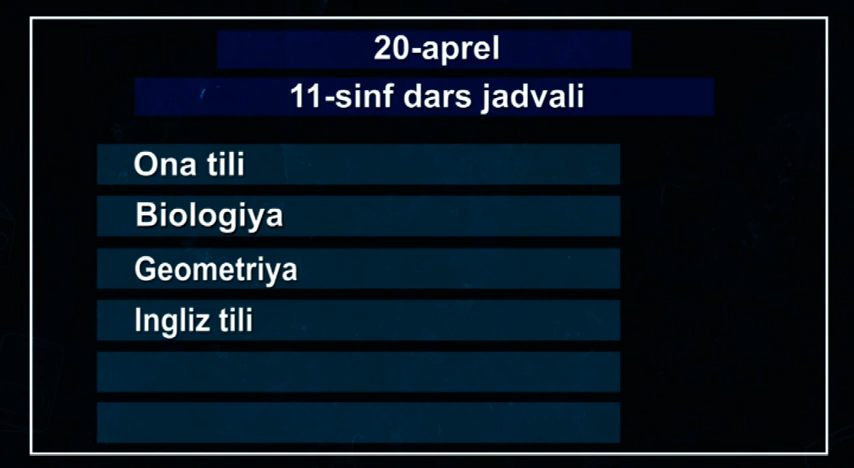 20-aprel
11-sinf dars jadvali
Ona tili
Biologiya
Geometriya
Ingliz tili